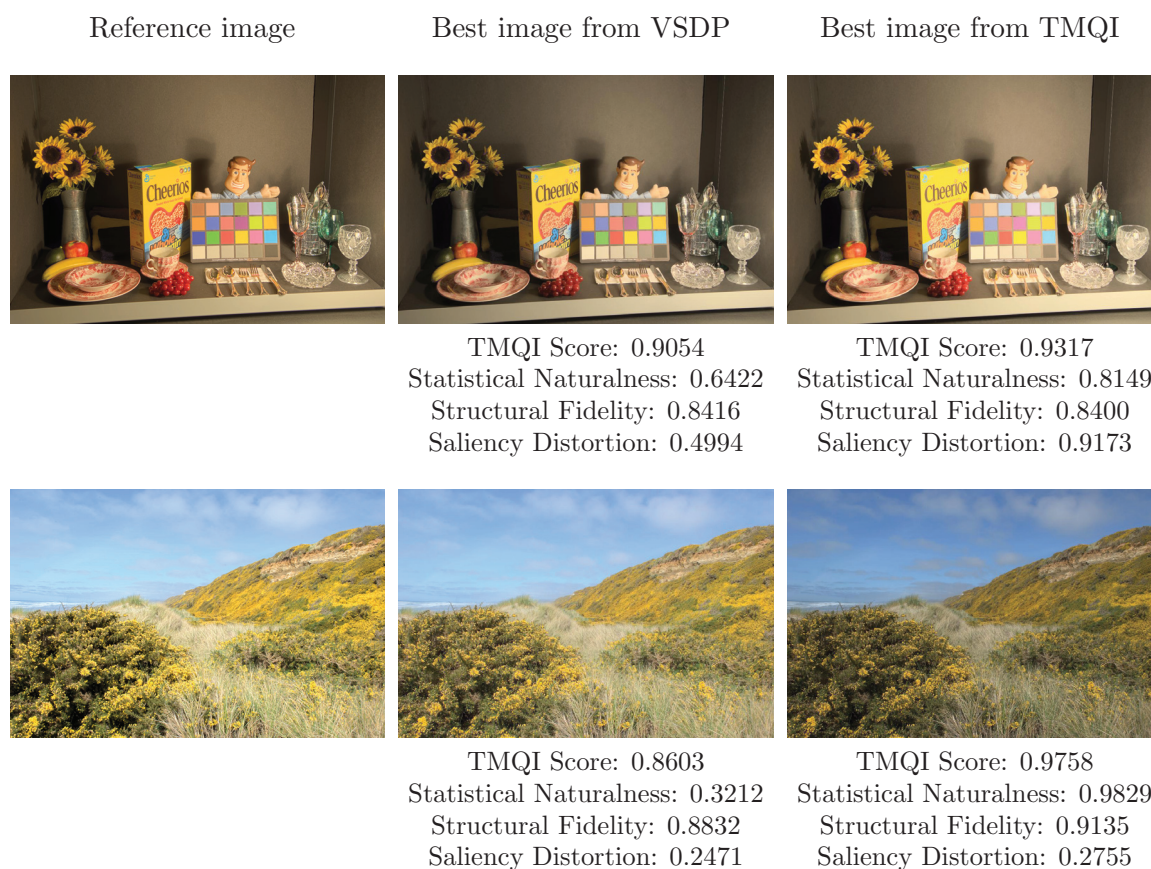 Reference image
Best image from VSDP
Best image from TMQI
Cheerios
Cheerios
Cheerios
TMQI Score: 0.9054
Statistical Naturalness: 0.6422
Structural Fidelity: 0.8416
Saliency Distortion: 0.4994
TMQI Score: 0.9317
Statistical Naturalness: 0.8149
Structural Fidelity: 0.8400
Saliency Distortion: 0.9173
TMQI Score: 0.8603
Statistical Naturalness: 0.3212
Structural Fidelity: 0.8832
Saliency Distortion: 0.2471
TMQI Score: 0.9758
Statistical Naturalness: 0.9829
Structural Fidelity: 0.9135
Saliency Distortion: 0.2755